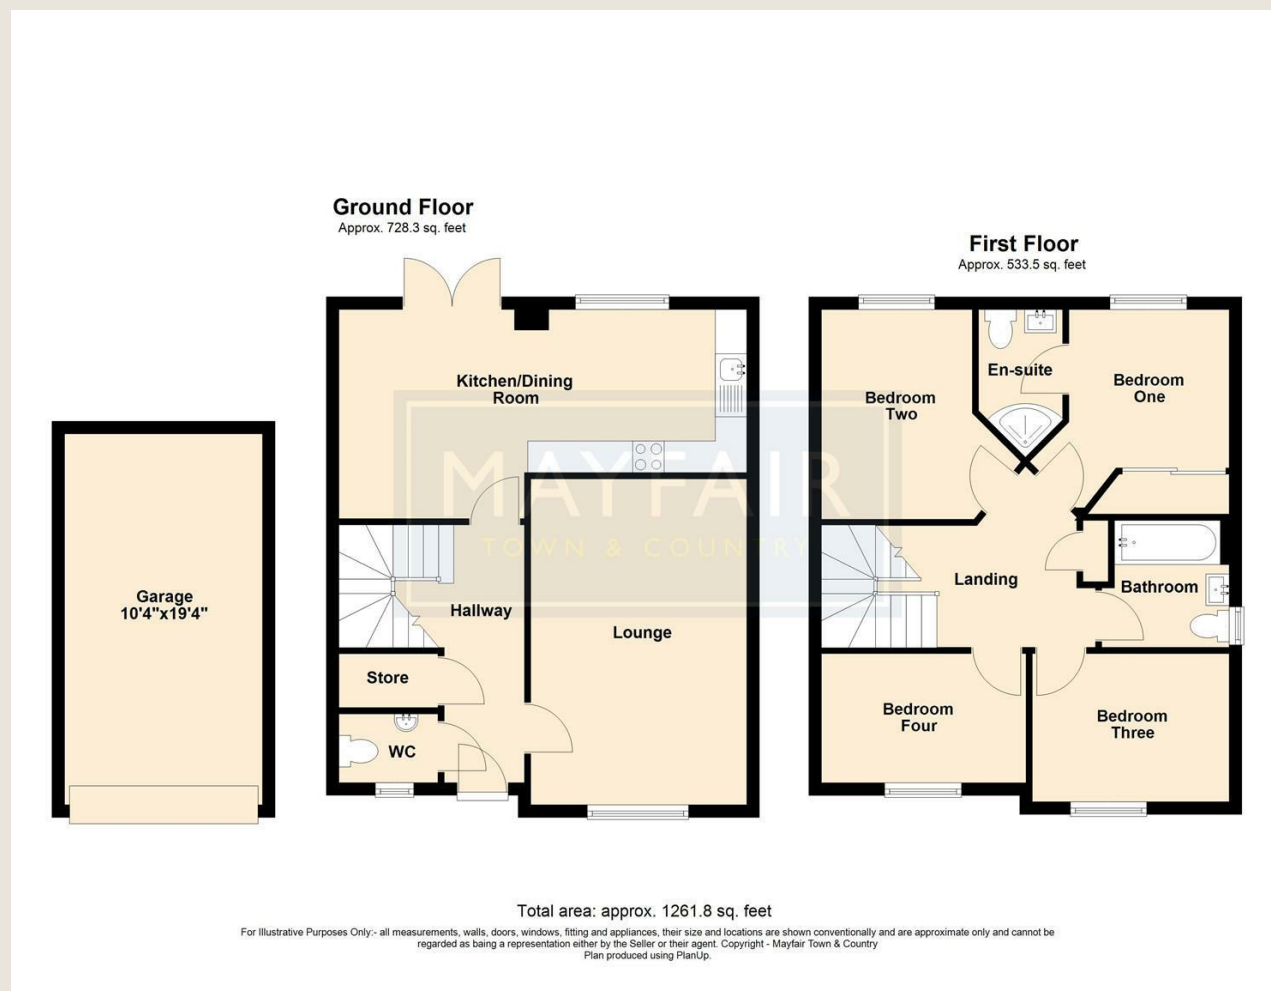 Ground Floor
Approx. 728.3 sq. feet
First Floor
Approx. 533.5 sq. feet
Kitchen/Dining
Room
Bedroom
Two
En-suite
Bedroom
One
MAYFAIR
TOWN & COUNTRY
Garage
10'4"x19'4"
Hallway
Lounge
Landing
Bathroom
Store
WC
Bedroom
Four
Bedroom
Three
Total area: approx. 1261.8 sq. feet
For Illustrative Purposes Only:- all measurements, walls, doors, windows, fitting and appliances, their size and locations are shown conventionally and are approximate only and cannot be
regarded as being a representation either by the Seller or their agent. Copyright - Mayfair Town & Country
Plan produced using PlanUp.